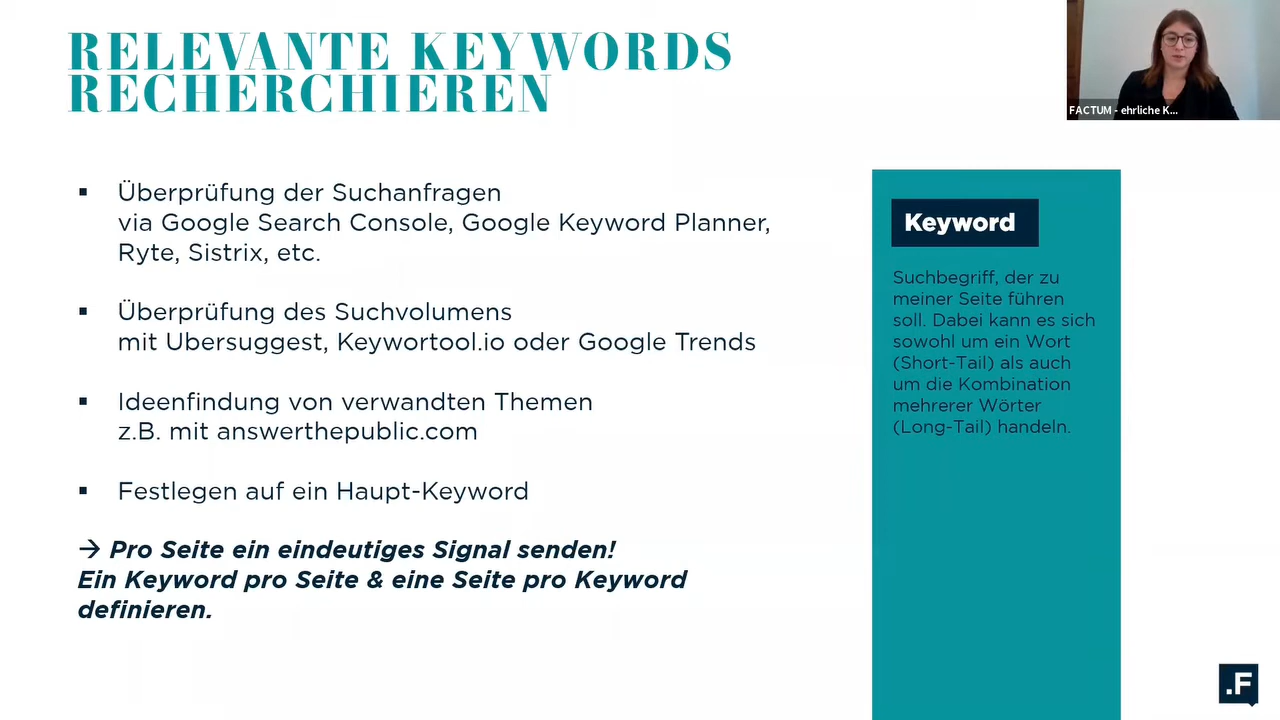 RELEVANTE KEYWORDS
RECHERCHIEREN
FACTUM - ehrliche K...
▪ Überprüfung der Suchanfragen
via Google Search Console, Google Keyword Planner,
Ryte, Sistrix, etc.
▪ Überprüfung des Suchvolumens
mit Ubersuggest, Keywortool.io oder Google Trends
▪ Ideenfindung von verwandten Themen
z.B. mit answerthepublic.com
▪ Festlegen auf ein Haupt-Keyword
→ Pro Seite ein eindeutiges Signal senden!
Ein Keyword pro Seite & eine Seite pro Keyword
definieren.
Keyword
Suchbegriff, der zu
meiner Seite führen
soll. Dabei kann es sich
sowohl um ein Wort
(Short-Tail) als auch
um die Kombination
mehrerer Wörter
(Long-Tail) handeln.
.F